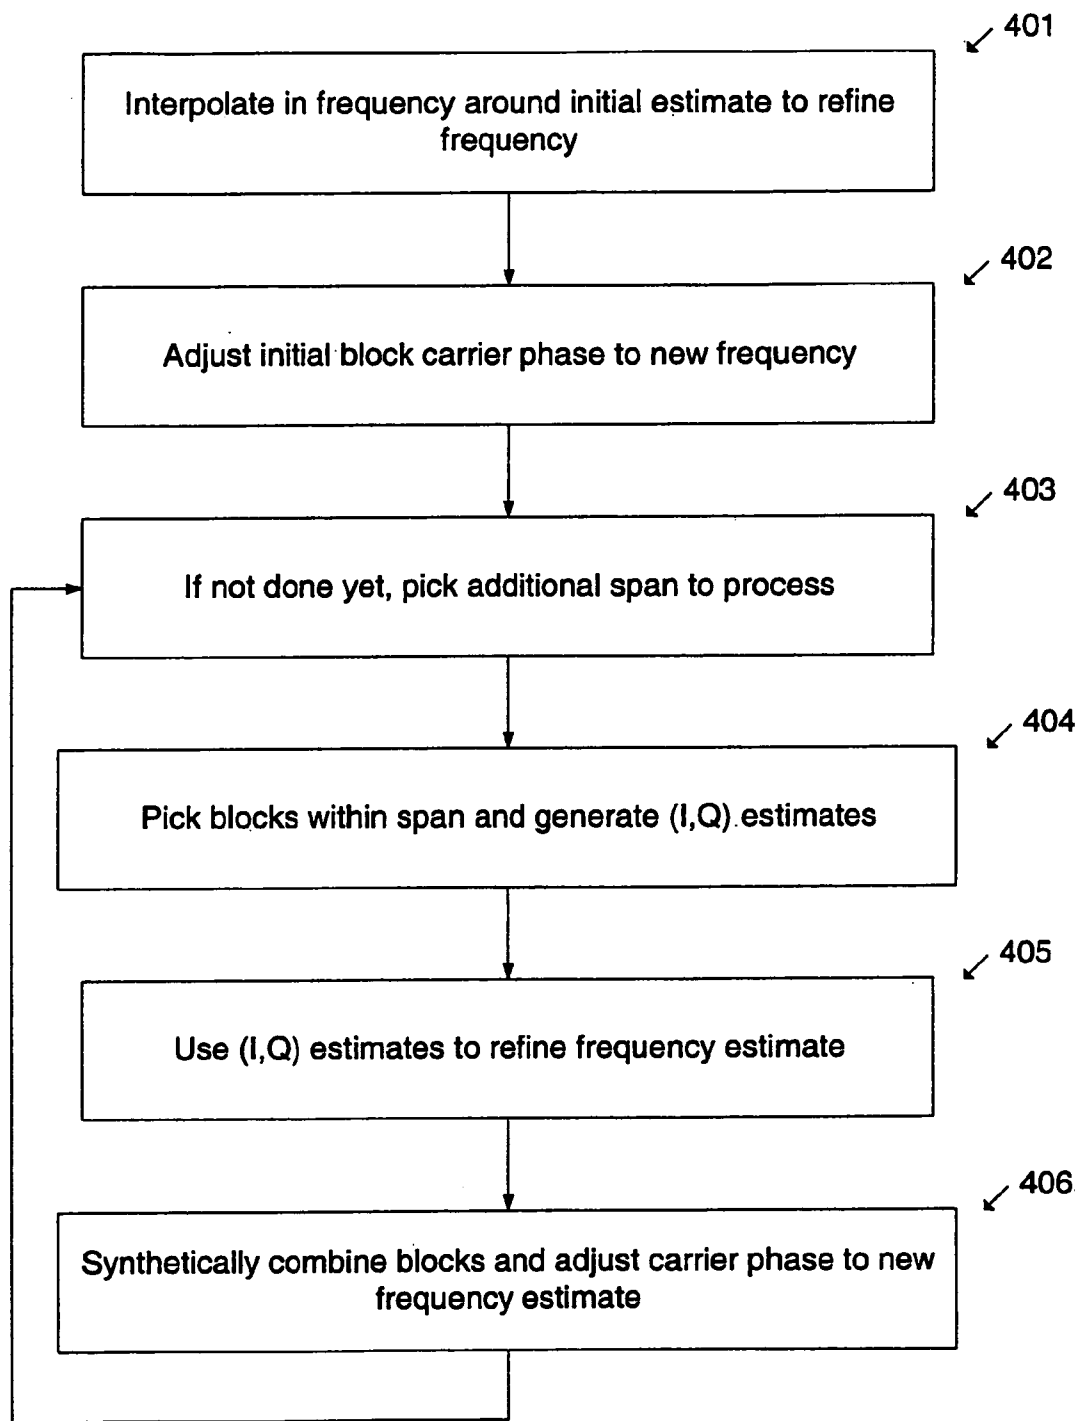 401
Interpolate in frequency around initial estimate to refine
frequency
402
Adjust initial block carrier phase to new frequency
403
If not done yet, pick additional span to process
404
Pick blocks within span and generate (I,Q) estimates
405
Use (I,Q) estimates to refine frequency estimate
406
Synthetically combine blocks and adjust carrier phase to new
frequency estimate